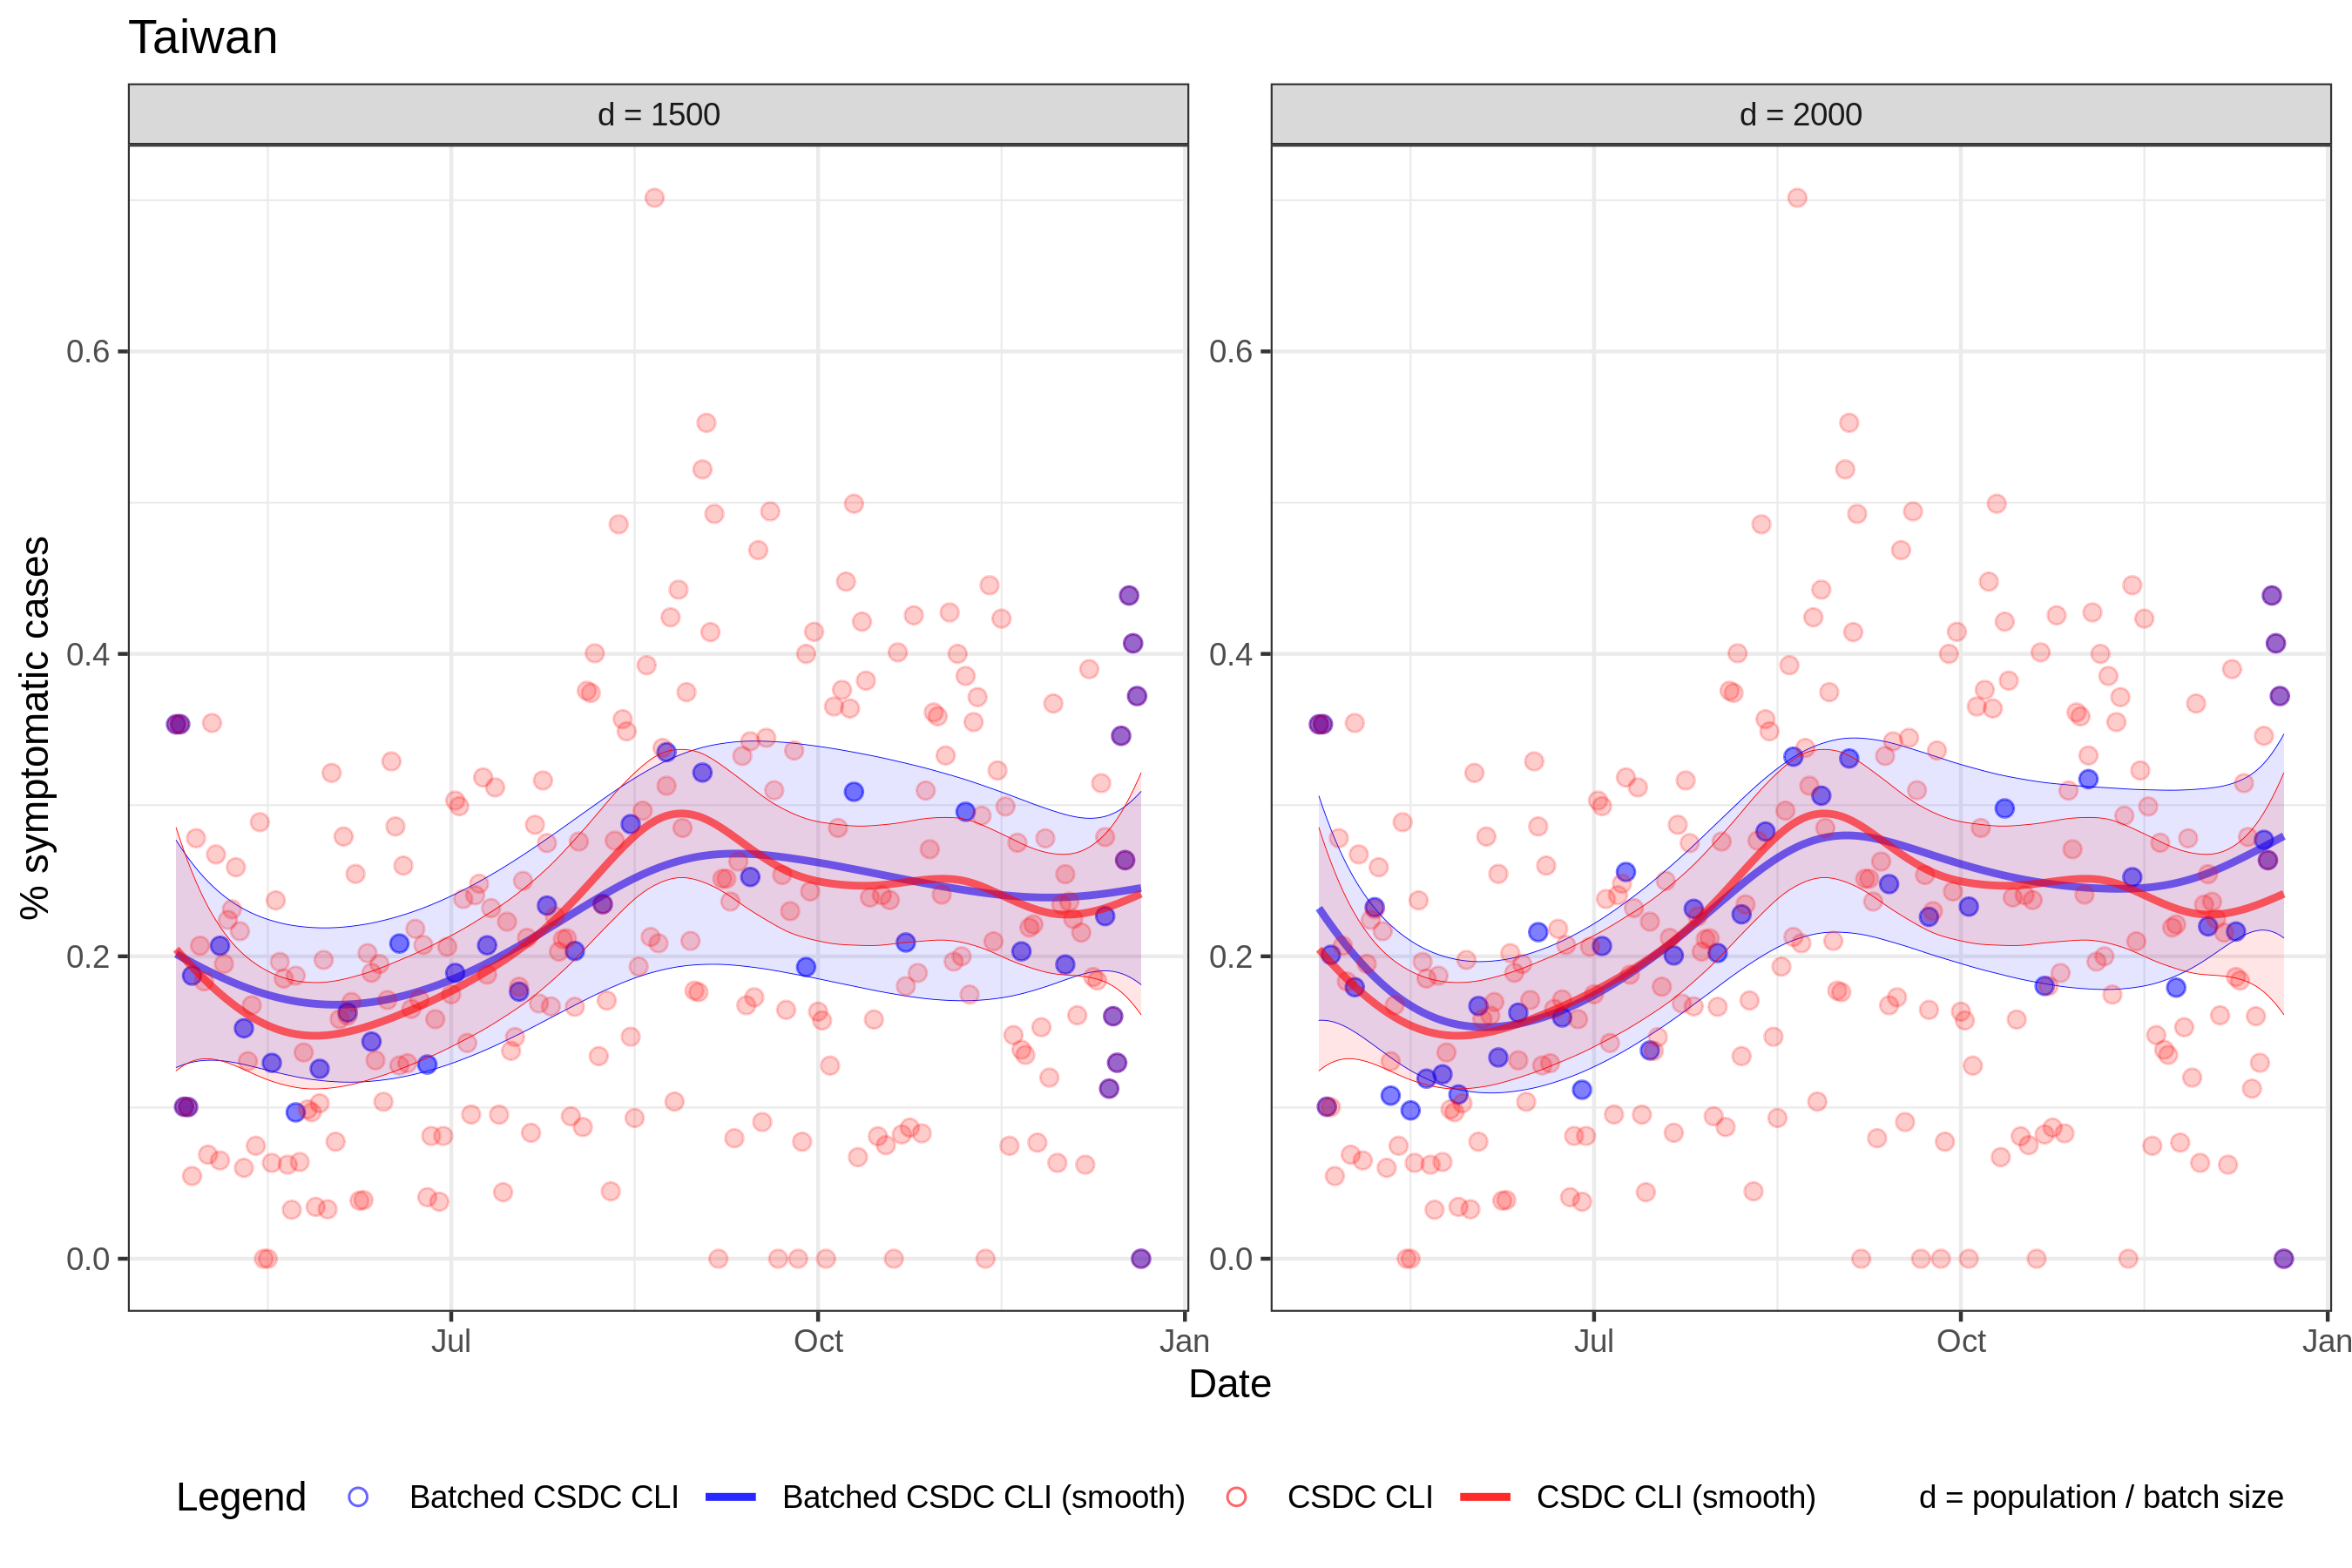 Taiwan
d = 1500
d = 2000
% symptomatic cases
0.6
0.4
0.2
0.0
0.6
0.4
0.2
0.0
Jul
Oct
Jan
Jul
Oct
Jan
Date
Legend
Batched CSDC CLI
Batched CSDC CLI (smooth)
CSDC CLI
CSDC CLI (smooth)
d = population / batch size